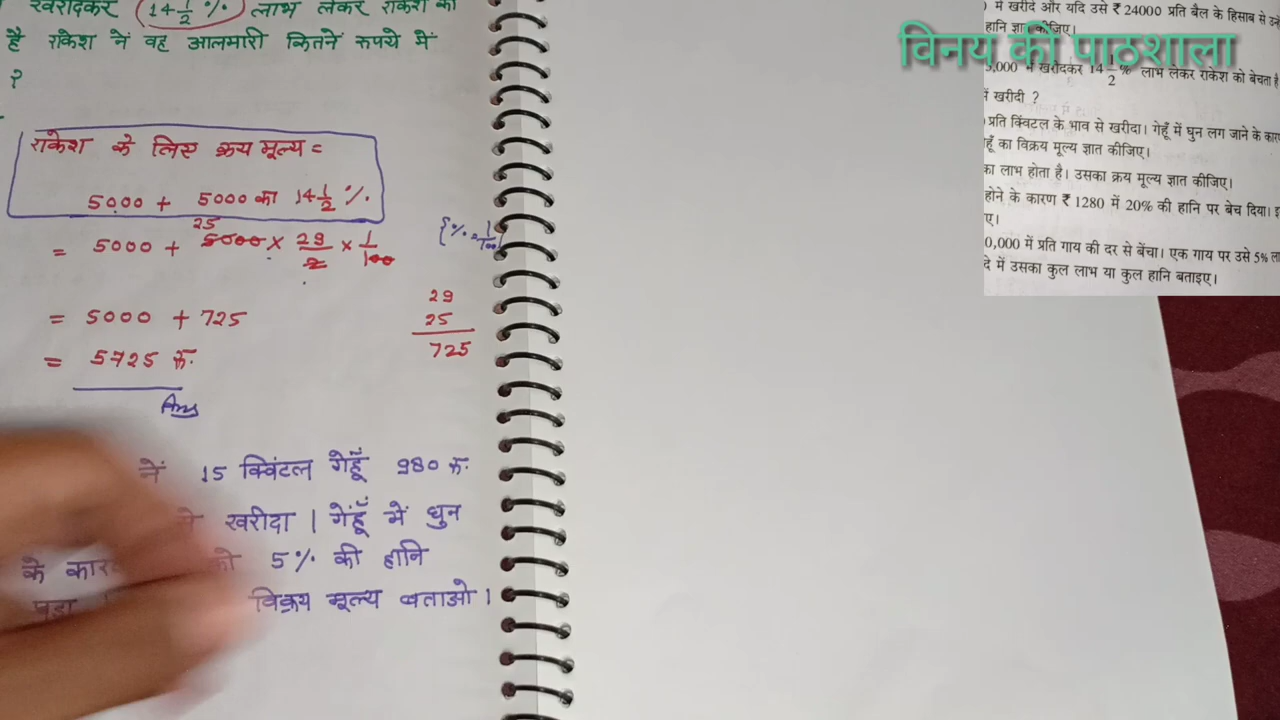 खरीदकर 14 1/2 % लाभ लेकर राकेश को
है राकेश नें वह आलमारी कितनें रुपये में
?
राकेश के लिए क्रय मूल्य =
5000 + 5000 का 14 1/2 %
25
= 5000 + 5000 × 29/2 × 1/100
{% = 1/100
= 5000 + 725
= 5725 रु.
Ans
29
25
725
नें 15 क्विंटल गेहूँ 980 रु.
खरीदा | गेंहूँ में घुन
के 5% की हानि
विक्रय मूल्य बताओ।
में खरीदे और यदि उसे ₹ 24000 प्रति बैल के हिसाब से
हानि ज्ञात कीजिए।
विनय की पाठशाला
5,000 में खरीदकर 14 1/2 % लाभ लेकर राकेश को बेचता है
में खरीदी ?
प्रति क्विंटल के भाव से खरीदा। गेहूँ में घुन लग जाने के
हूँ का विक्रय मूल्य ज्ञात कीजिए।
का लाभ होता है। उसका क्रय मूल्य ज्ञात कीजिए।
होने के कारण ₹ 1280 में 20% की हानि पर बेच दिया।
ए।
0,000 में प्रति गाय की दर से बेंचा। एक गाय पर उसे 5%
दे में उसका कुल लाभ या कुल हानि बताइए।